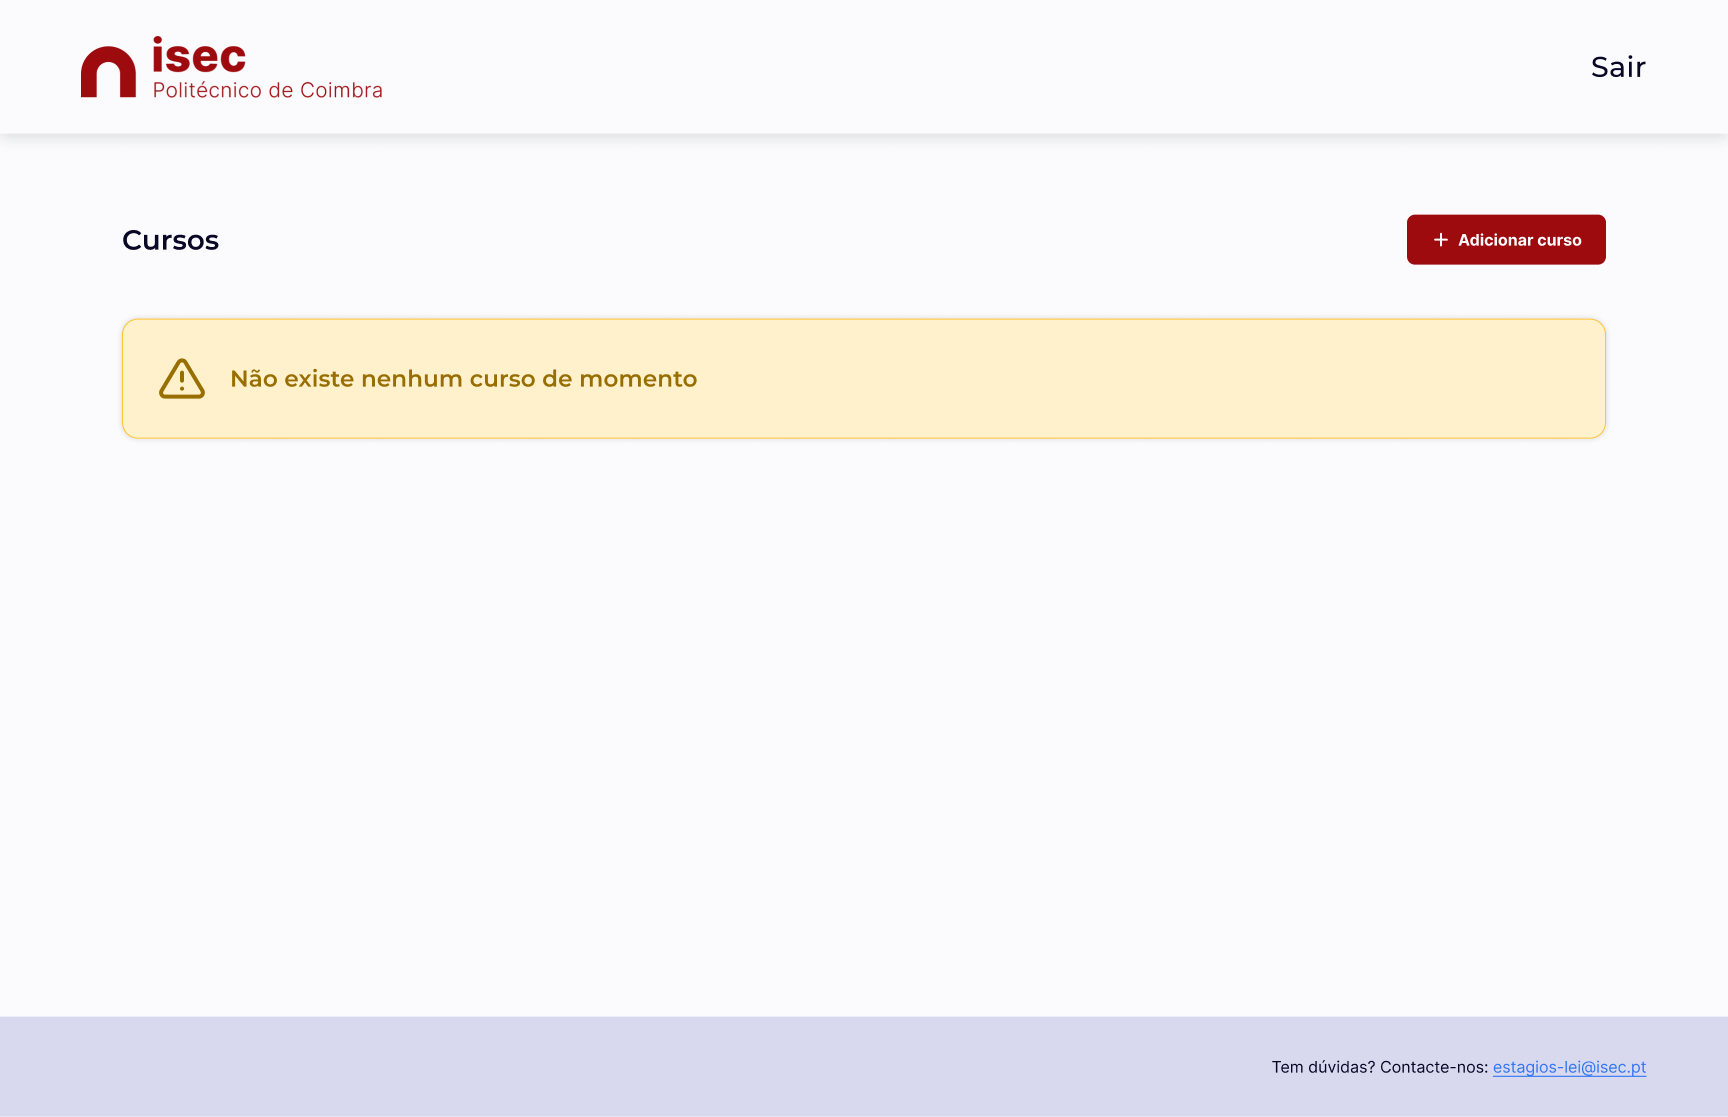 isec
Politécnico de Coimbra
Sair
Cursos
Adicionar curso
Não existe nenhum curso de momento
Tem dúvidas? Contacte-nos: estagios-lei@isec.pt